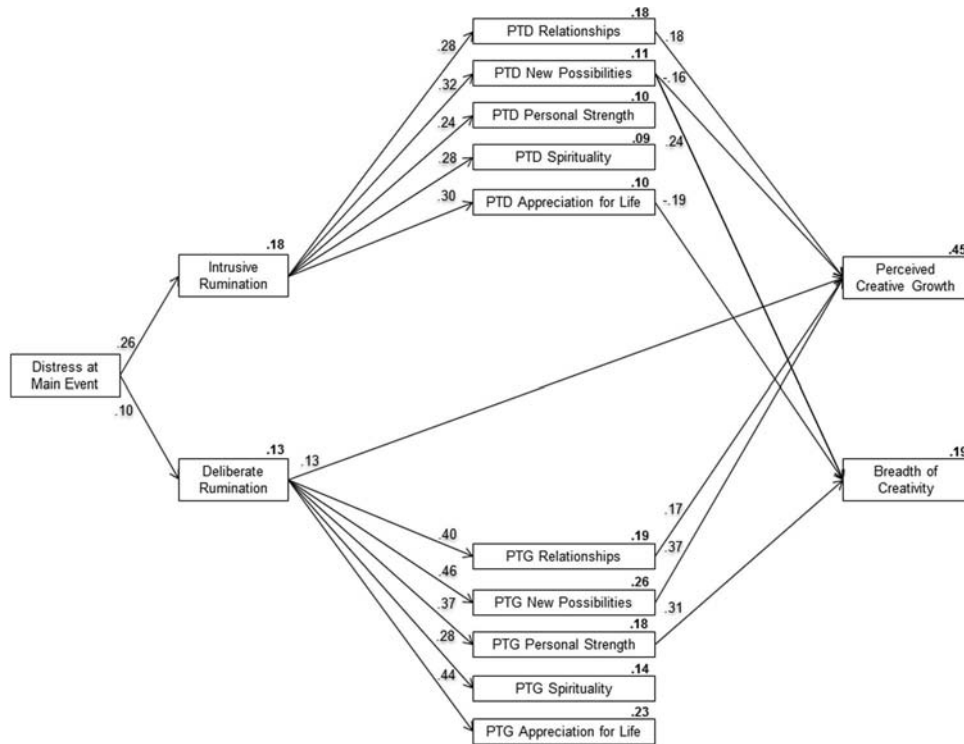 .18
PTD Relationships
.18
.28
.11
PTD New Possibilities
-.16
.32
.10
PTD Personal Strength
.24
.24
.09
PTD Spirituality
.28
.10
PTD Appreciation for Life
-.19
.30
.18
Intrusive
Rumination
.45
Perceived
Creative Growth
.26
Distress at
Main Event
.10
.13
Deliberate
Rumination
.13
.19
Breadth of
Creativity
.17
.40
.19
PTG Relationships
.37
.46
.26
PTG New Possibilities
.31
.37
.18
PTG Personal Strength
.28
.14
PTG Spirituality
.44
.23
PTG Appreciation for Life